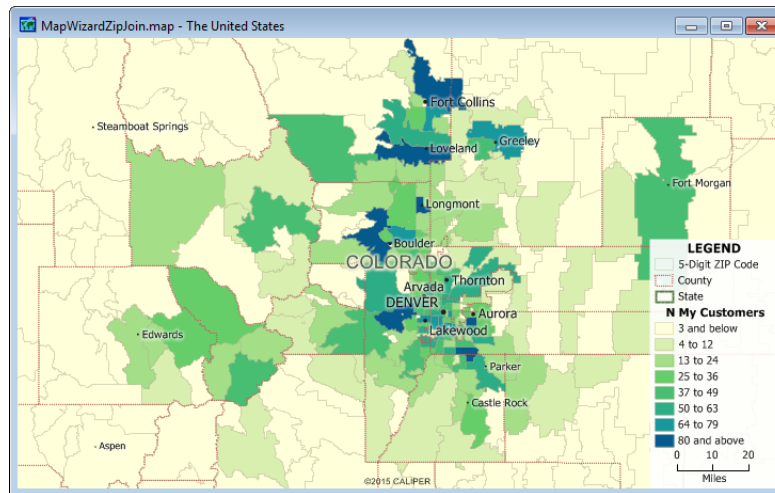 MapWizardZipJoin.map - The United States
Fort Collins
Steamboat Springs
Greeley
Loveland
Fort Morgan
Longmont
Boulder
COLORADO
Thornton
Arvada
DENVER
Aurora
Lakewood
Edwards
Parker
Castle Rock
Aspen
©2015 CALIPER
LEGEND
5-Digit ZIP Code
County
State
N My Customers
3 and below
4 to 12
13 to 24
25 to 36
37 to 49
50 to 63
64 to 79
80 and above
0 10 20
Miles